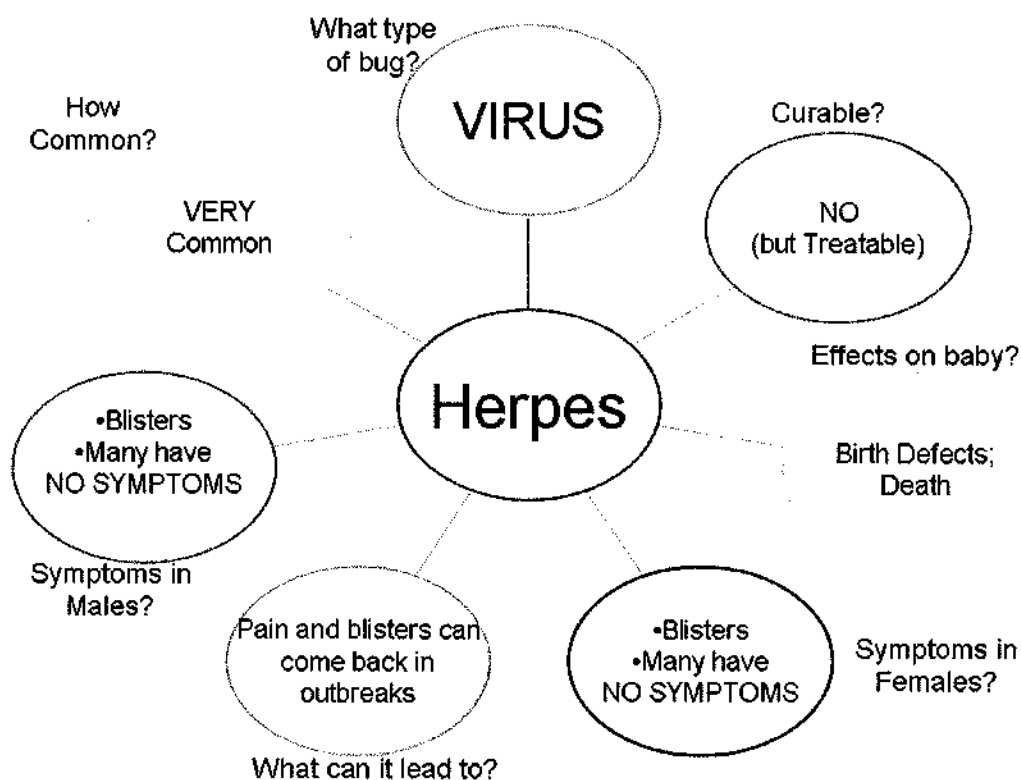 What type
of bug?
VIRUS
How
Common?
VERY
Common
Curable?
NO
(but Treatable)
Herpes
Effects on baby?
Birth Defects;
Death
•Blisters
•Many have
NO SYMPTOMS
Symptoms in
Males?
Pain and blisters can
come back in
outbreaks
What can it lead to?
•Blisters
•Many have
NO SYMPTOMS
Symptoms in
Females?